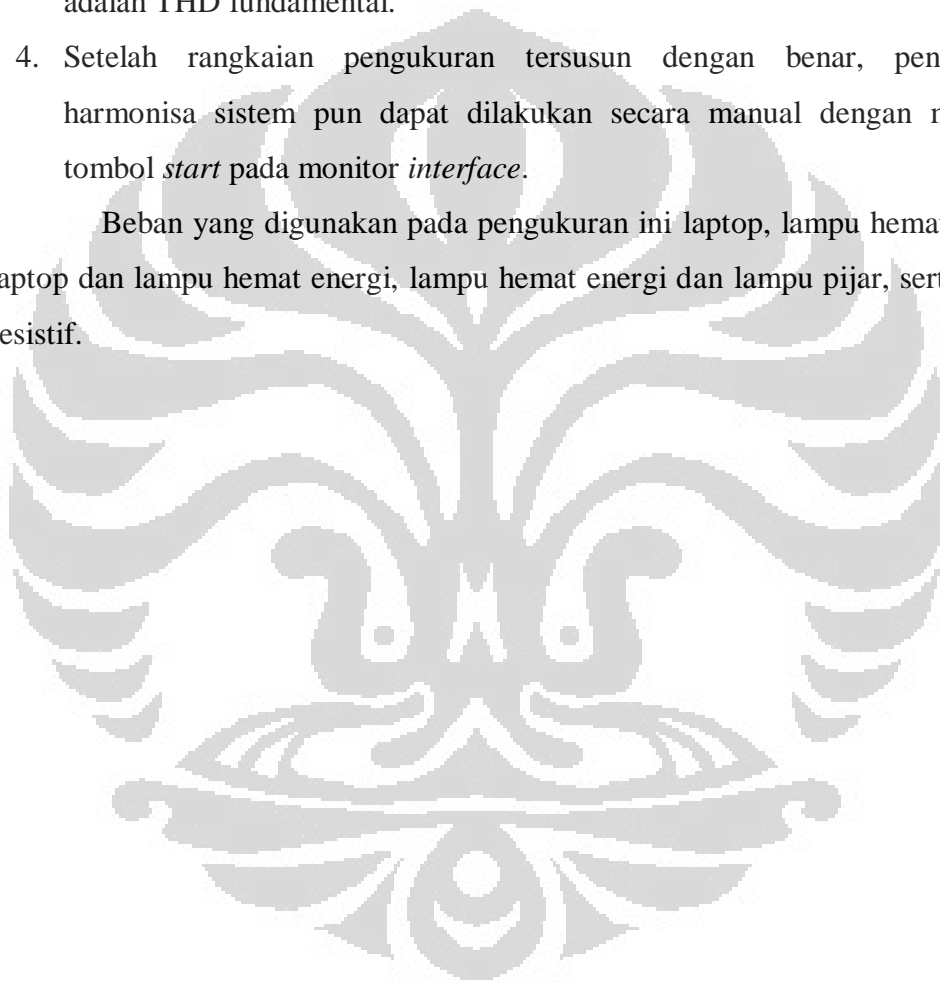 adalah THD fundamental.
4. Setelah rangkaian pengukuran tersusun dengan benar, pen
harmonisa sistem pun dapat dilakukan secara manual dengan
tombol start pada monitor interface.
Beban yang digunakan pada pengukuran ini laptop, lampu hemat
aptop dan lampu hemat energi, lampu hemat energi dan lampu pijar, sert
esistif.